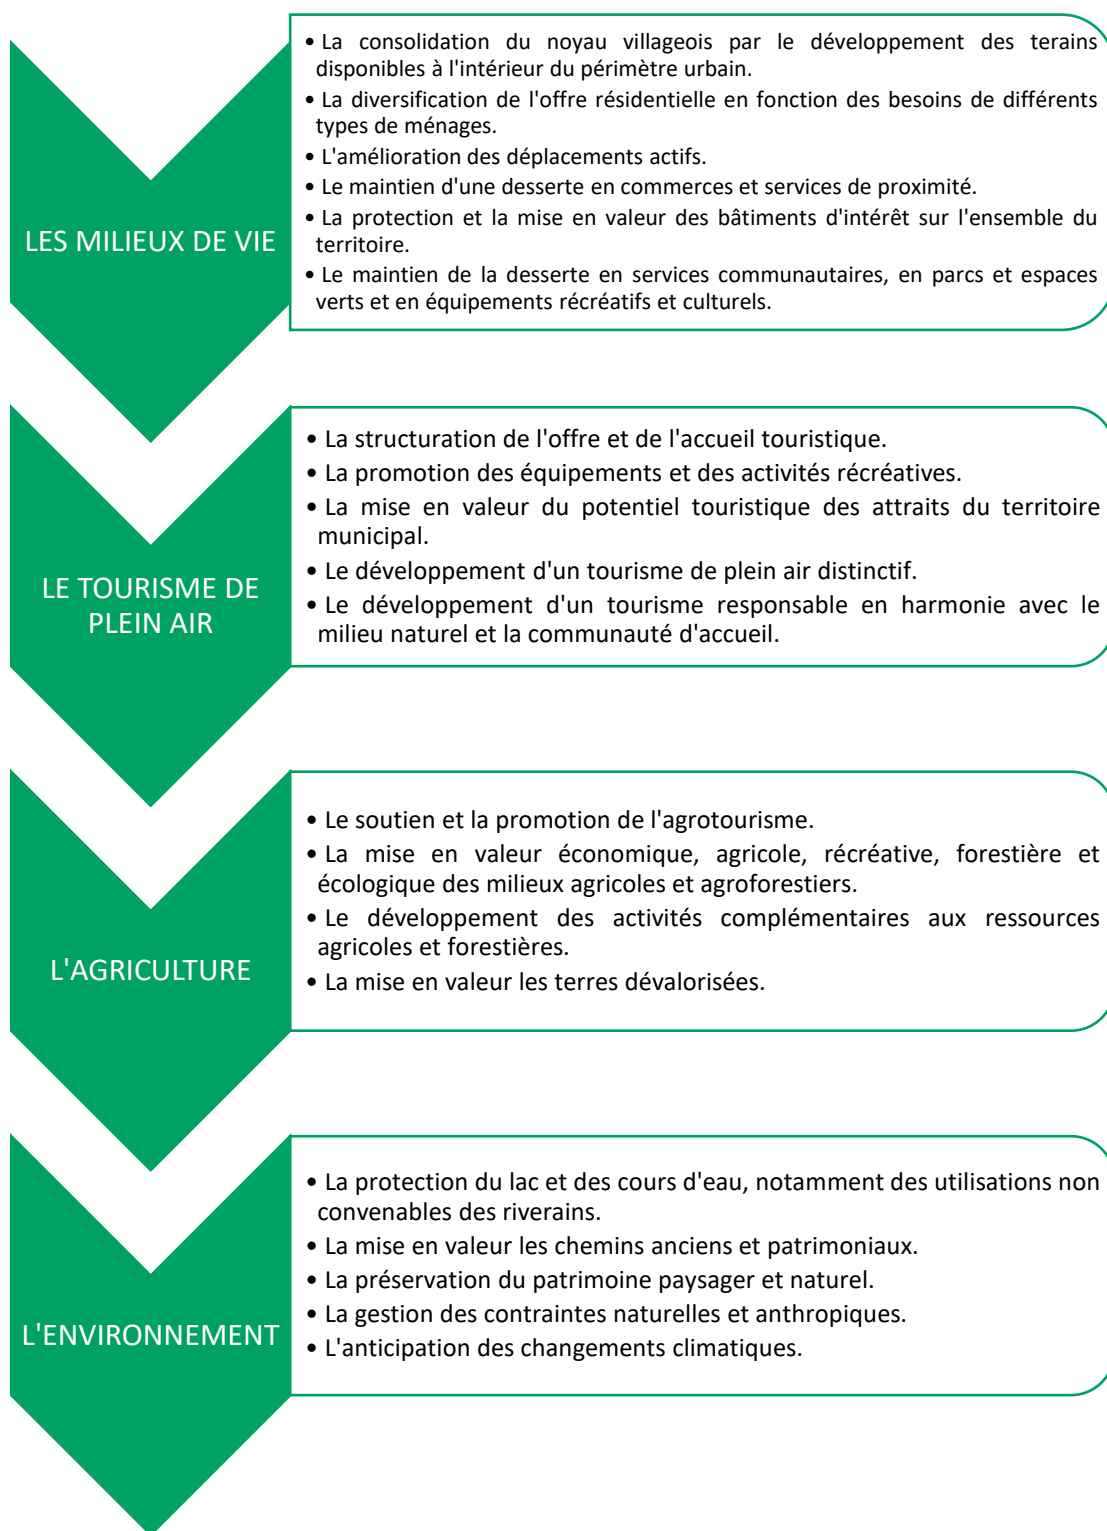 LES MILIEUX DE VIE
• La consolidation du noyau villageois par le développement des terains
disponibles à l'intérieur du périmètre urbain.
• La diversification de l'offre résidentielle en fonction des besoins de différents
types de ménages.
• L'amélioration des déplacements actifs.
• Le maintien d'une desserte en commerces et services de proximité.
• La protection et la mise en valeur des bâtiments d'intérêt sur l'ensemble du
territoire.
• Le maintien de la desserte en services communautaires, en parcs et espaces
verts et en équipements récréatifs et culturels.
LE TOURISME DE
PLEIN AIR
• La structuration de l'offre et de l'accueil touristique.
• La promotion des équipements et des activités récréatives.
• La mise en valeur du potentiel touristique des attraits du territoire
municipal.
• Le développement d'un tourisme de plein air distinctif.
• Le développement d'un tourisme responsable en harmonie avec le
milieu naturel et la communauté d'accueil.
L'AGRICULTURE
• Le soutien et la promotion de l'agrotourisme.
• La mise en valeur économique, agricole, récréative, forestière et
écologique des milieux agricoles et agroforestiers.
• Le développement des activités complémentaires aux ressources
agricoles et forestières.
• La mise en valeur les terres dévalorisées.
L'ENVIRONNEMENT
• La protection du lac et des cours d'eau, notamment des utilisations non
convenables des riverains.
• La mise en valeur les chemins anciens et patrimoniaux.
• La préservation du patrimoine paysager et naturel.
• La gestion des contraintes naturelles et anthropiques.
• L'anticipation des changements climatiques.